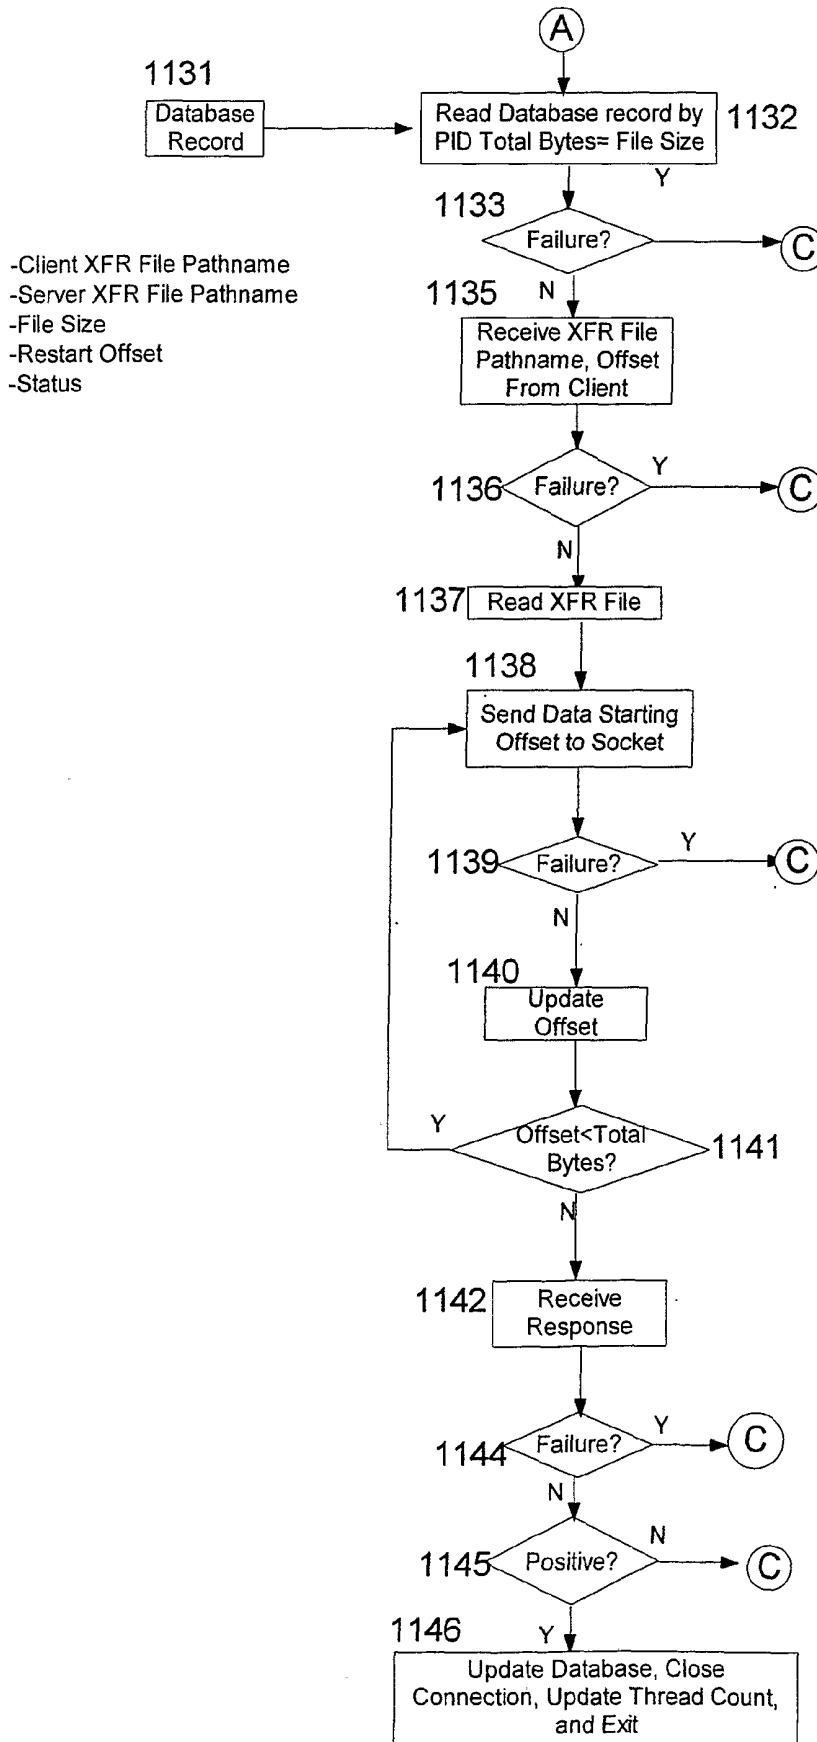 A
1131
Database
Record
Read Database record by
PID Total Bytes= File Size
1132
Y
1133
Failure?
C
-Client XFR File Pathname
-Server XFR File Pathname
-File Size
-Restart Offset
-Status
1135
N
Receive XFR File
Pathname, Offset
From Client
1136
Failure?
Y
C
N
1137
Read XFR File
1138
Send Data Starting
Offset to Socket
1139
Failure?
Y
C
N
1140
Update
Offset
Y
Offset<Total
Bytes?
1141
N
1142
Receive
Response
1144
Failure?
Y
C
N
1145
Positive?
N
C
1146
Y
Update Database, Close
Connection, Update Thread Count,
and Exit